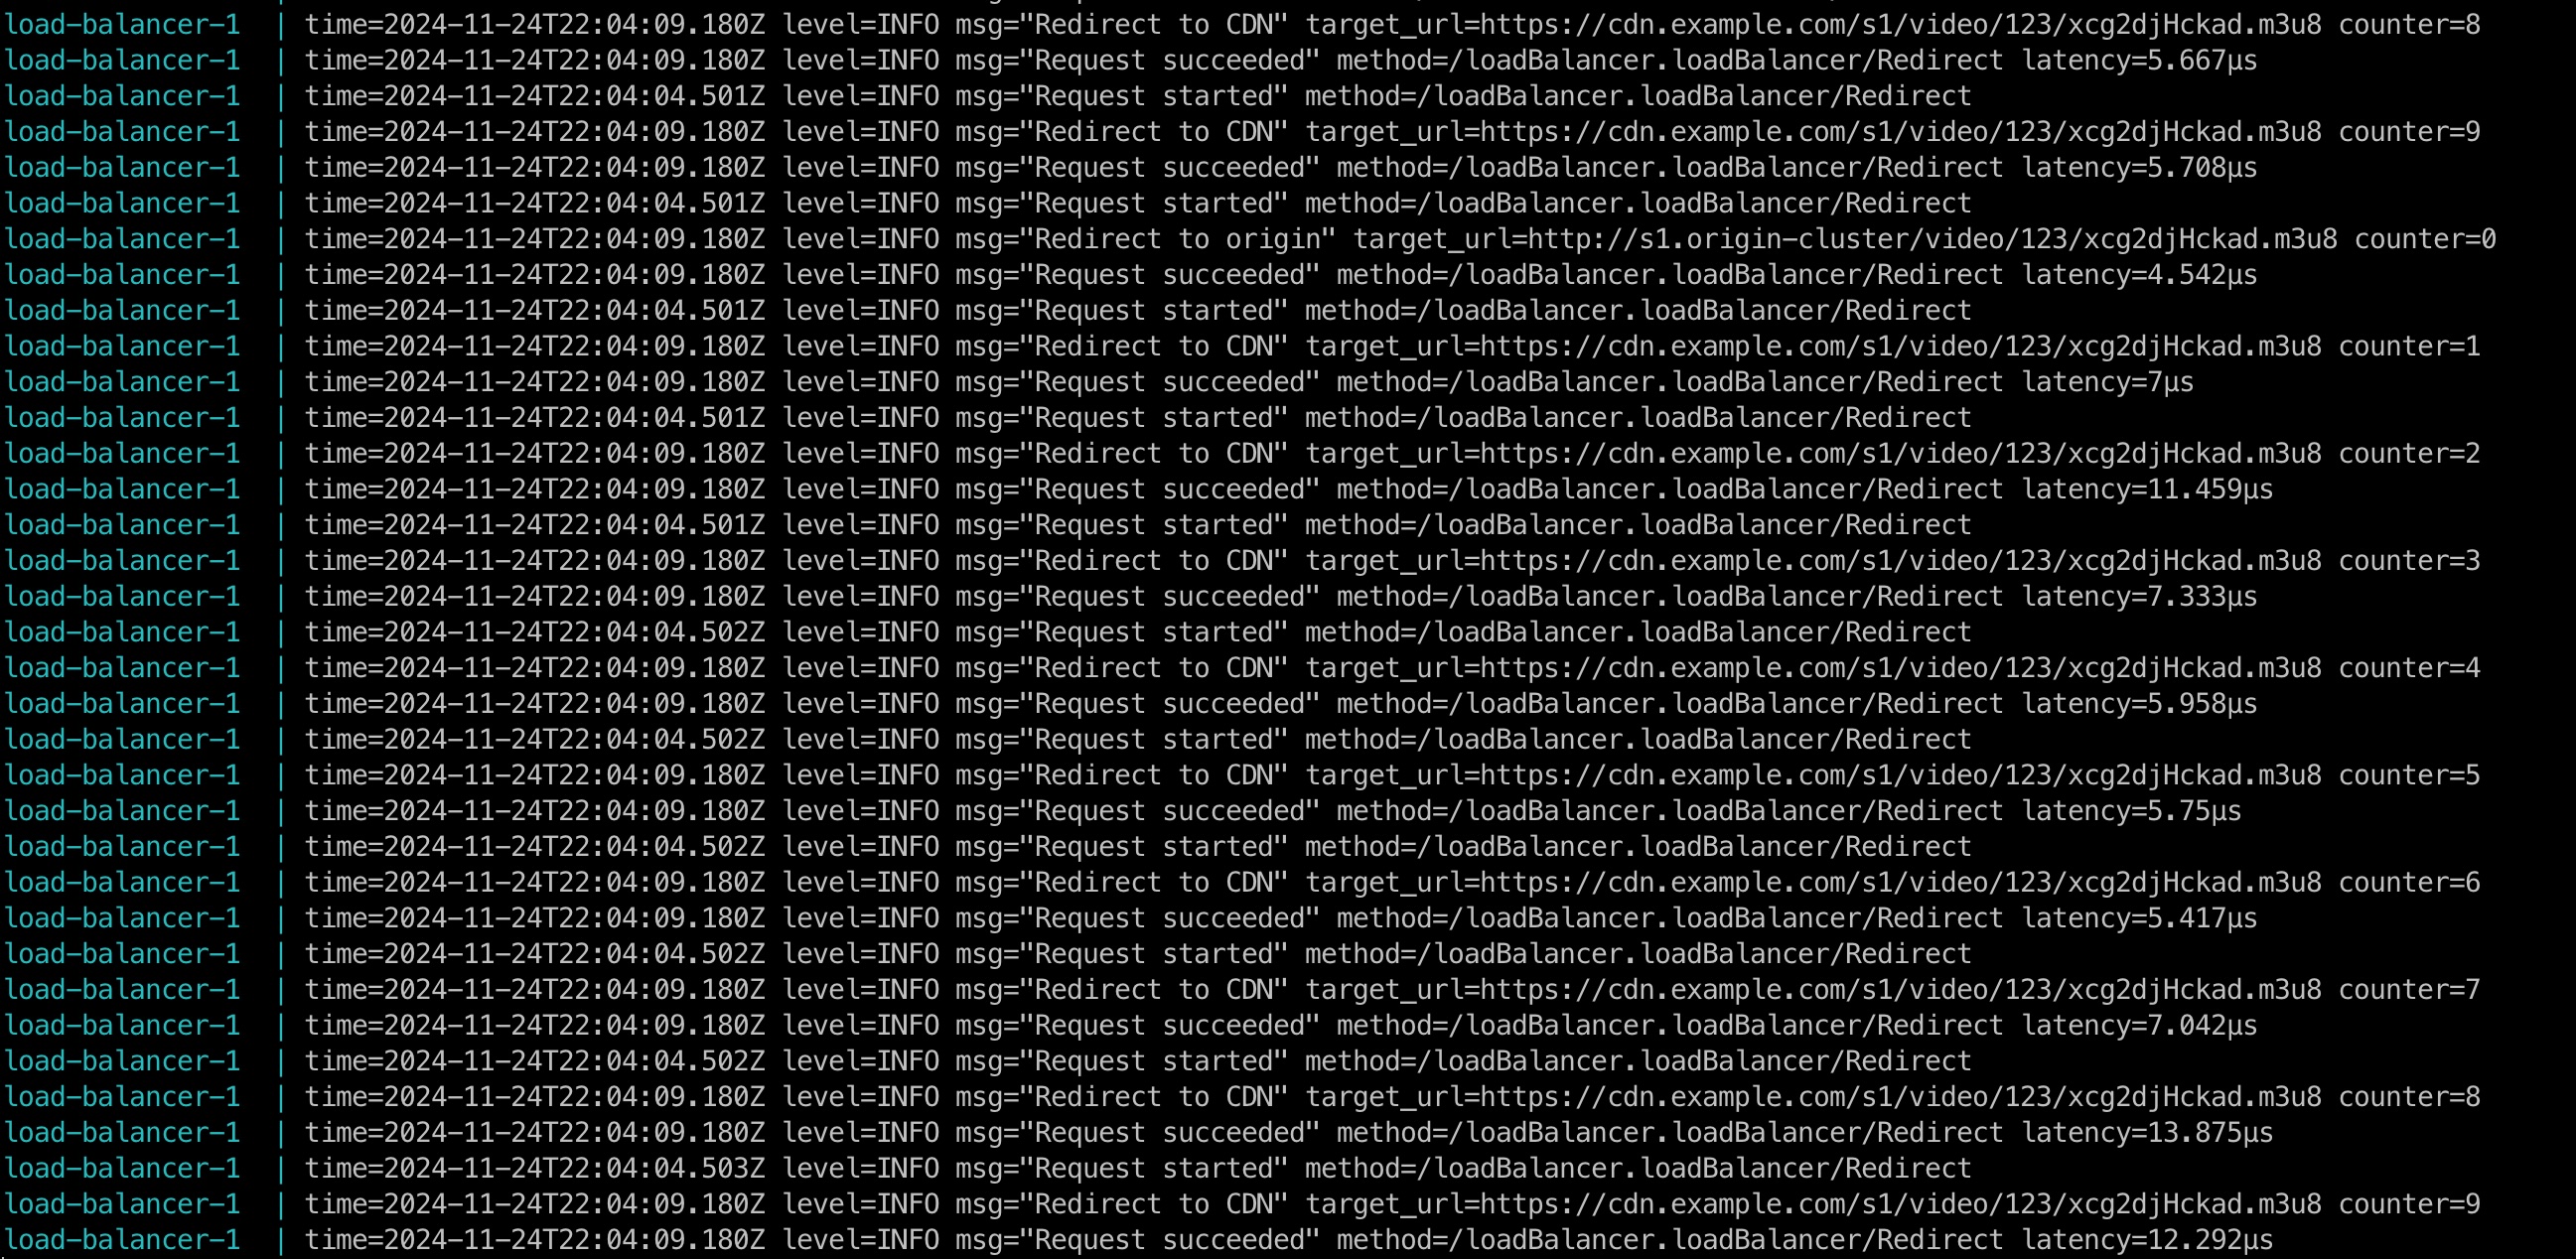 load-balancer-1  | time=2024-11-24T22:04:09.180Z level=INFO msg="Redirect to CDN" target_url=https://cdn.example.com/s1/video/123/xcg2djHckad.m3u8 counter=8
load-balancer-1  | time=2024-11-24T22:04:09.180Z level=INFO msg="Request succeeded" method=/loadBalancer.loadBalancer/Redirect latency=5.667µs
load-balancer-1  | time=2024-11-24T22:04:04.501Z level=INFO msg="Request started" method=/loadBalancer.loadBalancer/Redirect
load-balancer-1  | time=2024-11-24T22:04:09.180Z level=INFO msg="Redirect to CDN" target_url=https://cdn.example.com/s1/video/123/xcg2djHckad.m3u8 counter=9
load-balancer-1  | time=2024-11-24T22:04:09.180Z level=INFO msg="Request succeeded" method=/loadBalancer.loadBalancer/Redirect latency=5.708µs
load-balancer-1  | time=2024-11-24T22:04:04.501Z level=INFO msg="Request started" method=/loadBalancer.loadBalancer/Redirect
load-balancer-1  | time=2024-11-24T22:04:09.180Z level=INFO msg="Redirect to origin" target_url=http://s1.origin-cluster/video/123/xcg2djHckad.m3u8 counter=0
load-balancer-1  | time=2024-11-24T22:04:09.180Z level=INFO msg="Request succeeded" method=/loadBalancer.loadBalancer/Redirect latency=4.542µs
load-balancer-1  | time=2024-11-24T22:04:04.501Z level=INFO msg="Request started" method=/loadBalancer.loadBalancer/Redirect
load-balancer-1  | time=2024-11-24T22:04:09.180Z level=INFO msg="Redirect to CDN" target_url=https://cdn.example.com/s1/video/123/xcg2djHckad.m3u8 counter=1
load-balancer-1  | time=2024-11-24T22:04:09.180Z level=INFO msg="Request succeeded" method=/loadBalancer.loadBalancer/Redirect latency=7µs
load-balancer-1  | time=2024-11-24T22:04:04.501Z level=INFO msg="Request started" method=/loadBalancer.loadBalancer/Redirect
load-balancer-1  | time=2024-11-24T22:04:09.180Z level=INFO msg="Redirect to CDN" target_url=https://cdn.example.com/s1/video/123/xcg2djHckad.m3u8 counter=2
load-balancer-1  | time=2024-11-24T22:04:09.180Z level=INFO msg="Request succeeded" method=/loadBalancer.loadBalancer/Redirect latency=11.459µs
load-balancer-1  | time=2024-11-24T22:04:04.501Z level=INFO msg="Request started" method=/loadBalancer.loadBalancer/Redirect
load-balancer-1  | time=2024-11-24T22:04:09.180Z level=INFO msg="Redirect to CDN" target_url=https://cdn.example.com/s1/video/123/xcg2djHckad.m3u8 counter=3
load-balancer-1  | time=2024-11-24T22:04:09.180Z level=INFO msg="Request succeeded" method=/loadBalancer.loadBalancer/Redirect latency=7.333µs
load-balancer-1  | time=2024-11-24T22:04:04.502Z level=INFO msg="Request started" method=/loadBalancer.loadBalancer/Redirect
load-balancer-1  | time=2024-11-24T22:04:09.180Z level=INFO msg="Redirect to CDN" target_url=https://cdn.example.com/s1/video/123/xcg2djHckad.m3u8 counter=4
load-balancer-1  | time=2024-11-24T22:04:09.180Z level=INFO msg="Request succeeded" method=/loadBalancer.loadBalancer/Redirect latency=5.958µs
load-balancer-1  | time=2024-11-24T22:04:04.502Z level=INFO msg="Request started" method=/loadBalancer.loadBalancer/Redirect
load-balancer-1  | time=2024-11-24T22:04:09.180Z level=INFO msg="Redirect to CDN" target_url=https://cdn.example.com/s1/video/123/xcg2djHckad.m3u8 counter=5
load-balancer-1  | time=2024-11-24T22:04:09.180Z level=INFO msg="Request succeeded" method=/loadBalancer.loadBalancer/Redirect latency=5.75µs
load-balancer-1  | time=2024-11-24T22:04:04.502Z level=INFO msg="Request started" method=/loadBalancer.loadBalancer/Redirect
load-balancer-1  | time=2024-11-24T22:04:09.180Z level=INFO msg="Redirect to CDN" target_url=https://cdn.example.com/s1/video/123/xcg2djHckad.m3u8 counter=6
load-balancer-1  | time=2024-11-24T22:04:09.180Z level=INFO msg="Request succeeded" method=/loadBalancer.loadBalancer/Redirect latency=5.417µs
load-balancer-1  | time=2024-11-24T22:04:04.502Z level=INFO msg="Request started" method=/loadBalancer.loadBalancer/Redirect
load-balancer-1  | time=2024-11-24T22:04:09.180Z level=INFO msg="Redirect to CDN" target_url=https://cdn.example.com/s1/video/123/xcg2djHckad.m3u8 counter=7
load-balancer-1  | time=2024-11-24T22:04:09.180Z level=INFO msg="Request succeeded" method=/loadBalancer.loadBalancer/Redirect latency=7.042µs
load-balancer-1  | time=2024-11-24T22:04:04.502Z level=INFO msg="Request started" method=/loadBalancer.loadBalancer/Redirect
load-balancer-1  | time=2024-11-24T22:04:09.180Z level=INFO msg="Redirect to CDN" target_url=https://cdn.example.com/s1/video/123/xcg2djHckad.m3u8 counter=8
load-balancer-1  | time=2024-11-24T22:04:09.180Z level=INFO msg="Request succeeded" method=/loadBalancer.loadBalancer/Redirect latency=13.875µs
load-balancer-1  | time=2024-11-24T22:04:04.503Z level=INFO msg="Request started" method=/loadBalancer.loadBalancer/Redirect
load-balancer-1  | time=2024-11-24T22:04:09.180Z level=INFO msg="Redirect to CDN" target_url=https://cdn.example.com/s1/video/123/xcg2djHckad.m3u8 counter=9
load-balancer-1  | time=2024-11-24T22:04:09.180Z level=INFO msg="Request succeeded" method=/loadBalancer.loadBalancer/Redirect latency=12.292µs